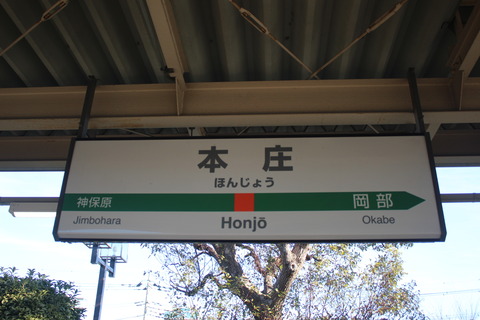 本庄
ほんじょう
神保原 岡部
Jimbohara Honjō Okabe